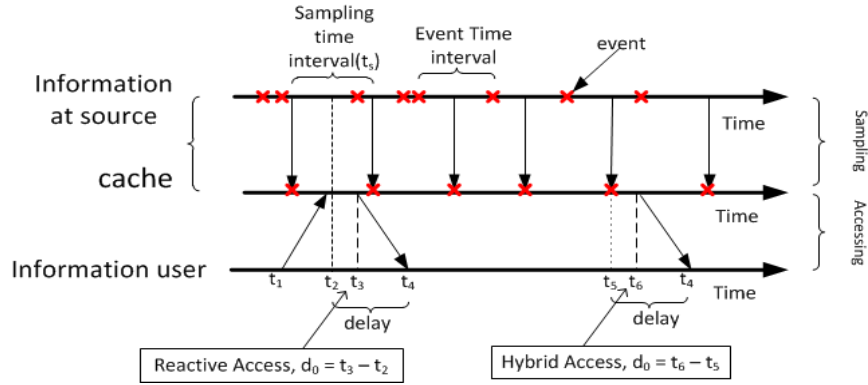 Sampling
time
interval(tₛ)
Event Time
interval
event
Information
at source
Time
Sampling
cache
Time
Accessing
Information user
t₁
t₂
t₃
t₄
t₅
t₆
t₄
Time
delay
delay
Reactive Access, d₀ = t₃ – t₂
Hybrid Access, d₀ = t₆ – t₅